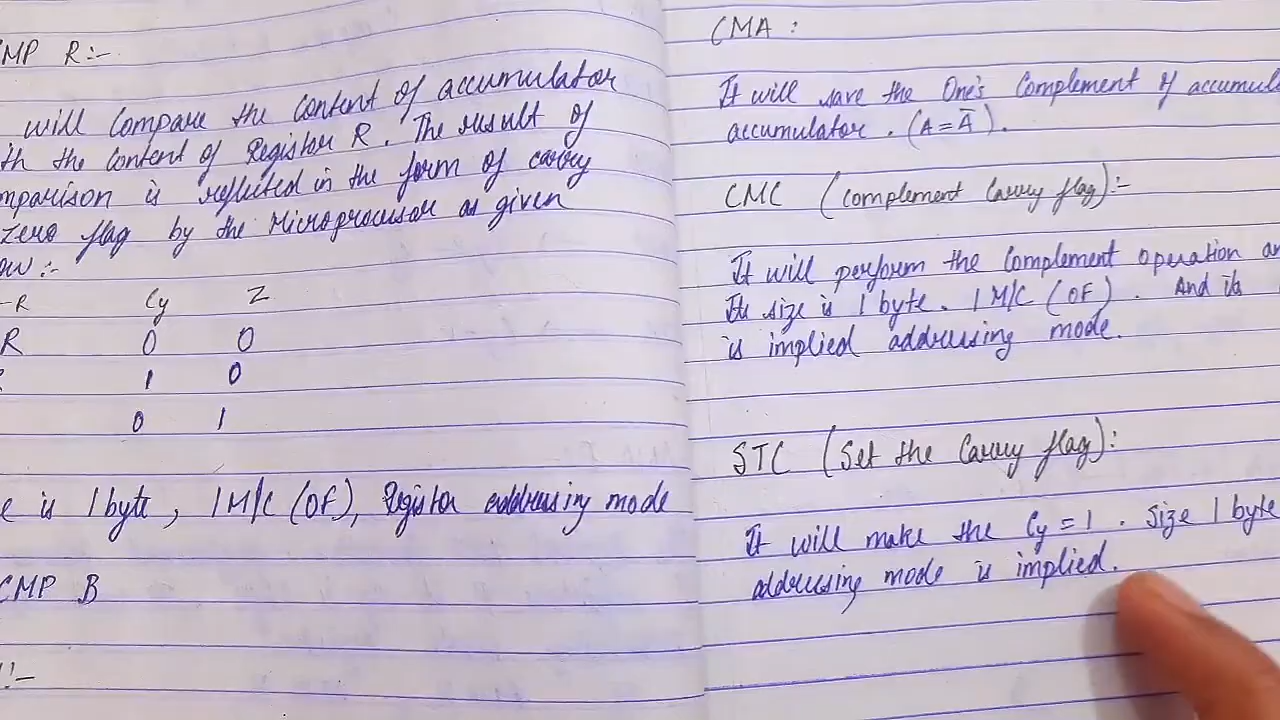 MP R:-
will Compare the Content of accumulator
ith the Content of Register R. The result of
mparison is reflected in the form of carry
zero flag by the Microprocessor as given
ow :-
-R Cy Z
R 0 0
1 0
0 1
e is 1 byte, 1 M/C (OF), Register addressing mode
CMP B
!:-
CMA :
It will save the One's Complement of accumul
accumulator. (A=A̅).
CMC (Complement Carry flag):-
It will perform the Complement operation an
Its size is 1 byte. 1 M/C (OF). And its
is implied addressing mode.
STC (Set the Carry flag):
It will make the Cy = 1. Size 1 byte
addressing mode is implied.